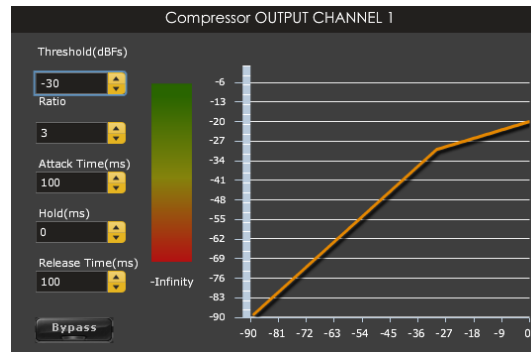 Compressor OUTPUT CHANNEL 1
Threshold(dBFs)
-30
Ratio
3
Attack Time(ms)
100
Hold(ms)
0
Release Time(ms)
100
Bypass
-Infinity
-6
-13
-20
-27
-34
-41
-48
-55
-62
-69
-76
-83
-90
-90 -81 -72 -63 -54 -45 -36 -27 -18 -9 0